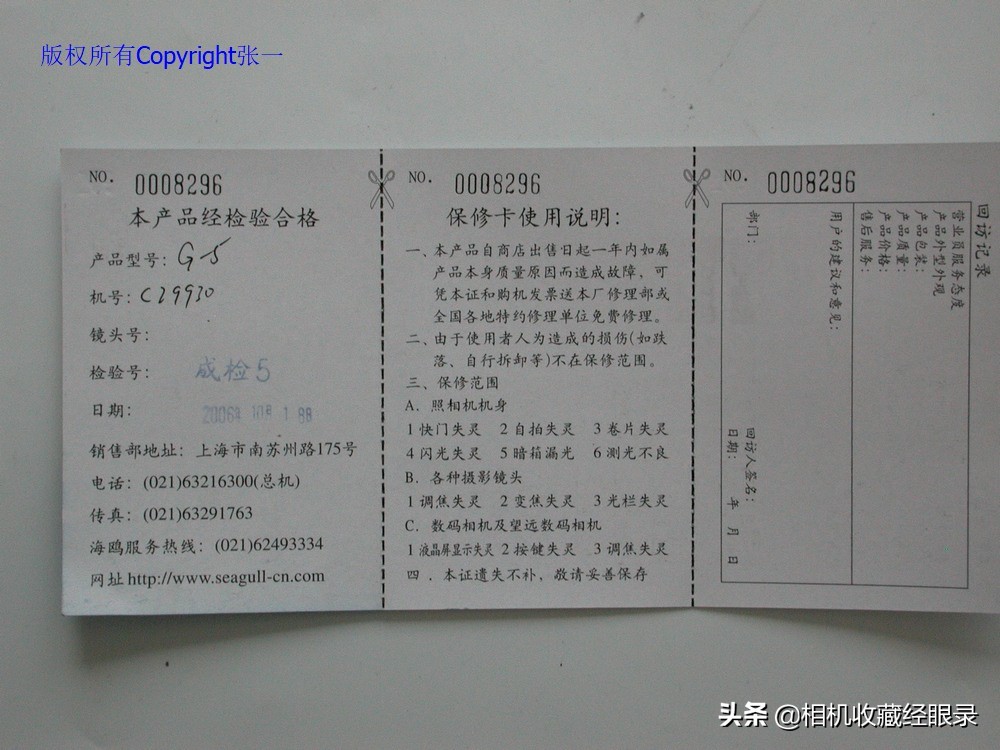 版权所有Copyright张一
NO. 0008296
本产品经检验合格
产品型号: G-5
机号: C29930
镜头号:
检验号: 成检5
日期: 2006年10月1
销售部地址: 上海市南苏州路175号
电话: (021)63216300(总机)
传真: (021)63291763
海鸥服务热线: (021)62493334
网址 http://www.seagull-cn.com
NO. 0008296
保修卡使用说明:
一、本产品自商店出售日起一年内如属
产品本身质量原因而造成故障, 可
凭本证和购机发票送本厂修理部或
全国各地特约修理单位免费修理。
二、由于使用者人为造成的损伤(如跌
落、自行拆卸等)不在保修范围。
三、保修范围
A. 照相机机身
1 快门失灵 2 自拍失灵 3 卷片失灵
4 闪光失灵 5 暗箱漏光 6 测光不良
B. 各种摄影镜头
1 调焦失灵 2 变焦失灵 3 光栏失灵
C. 数码相机及望远数码相机
1 液晶屏显示失灵 2 按键失灵 3 调焦失灵
四 . 本证遗失不补, 敬请妥善保存
NO. 0008296
回访记录
营业员服务态度
产品外型外观
产品包装:
产品质量:
产品价格:
售后服务:
用户的建议和意见:
部门:
回访人签名:
日期: 年 月 日
头条 @相机收藏经眼录